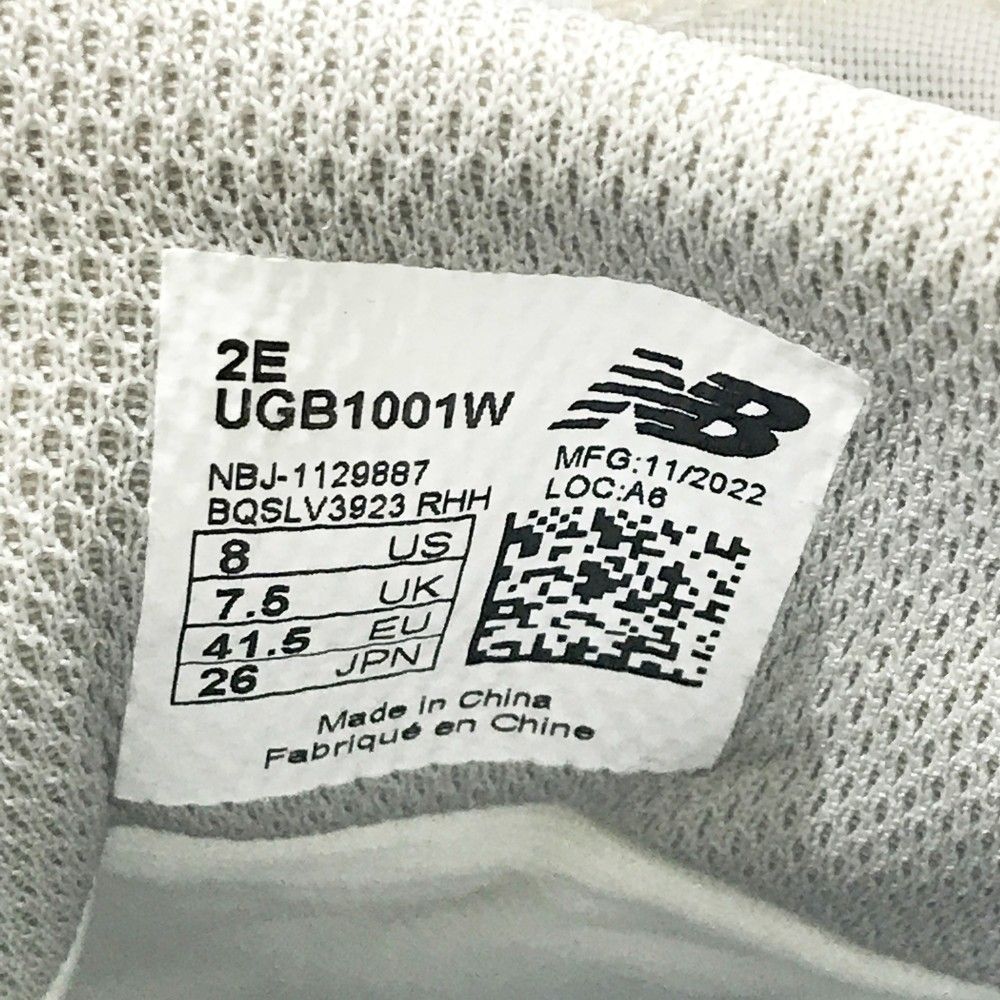 2E
UGB1001W
NB
NBJ-1129887
BQSLV3923 RHH
MFG:11/2022
LOC:A6
8 US
7.5 UK
41.5 EU
26 JPN
Made in China
Fabriqué en Chine